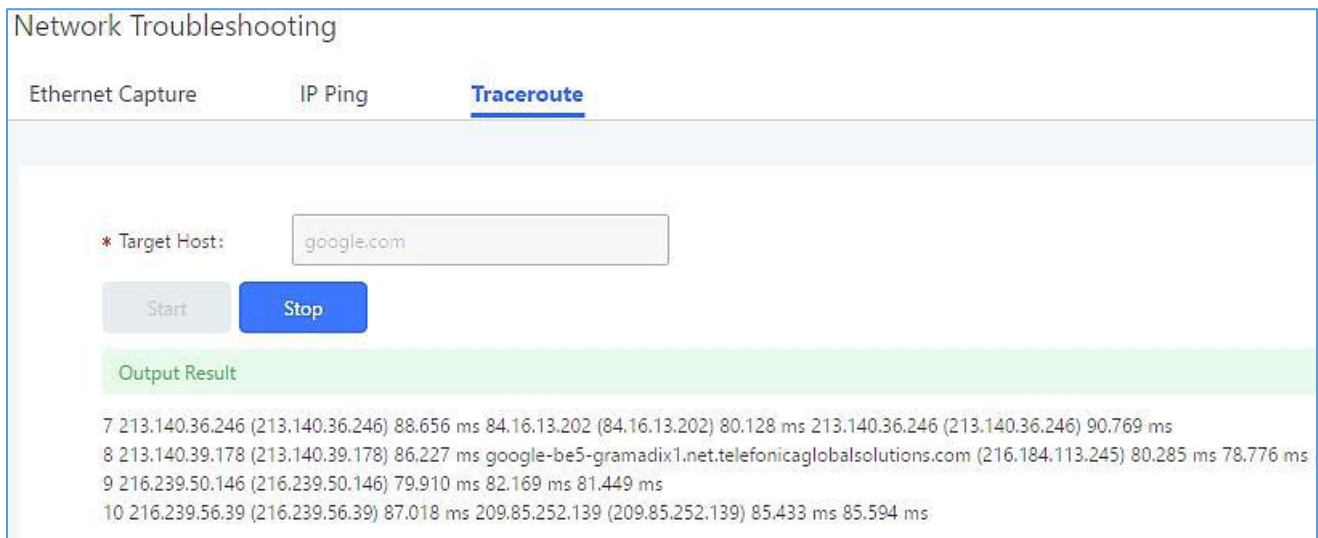 Network Troubleshooting
Ethernet Capture IP Ping Traceroute
* Target Host: google.com
Start Stop
Output Result
7 213.140.36.246 (213.140.36.246) 88.656 ms 84.16.13.202 (84.16.13.202) 80.128 ms 213.140.36.246 (213.140.36.246) 90.769 ms
8 213.140.39.178 (213.140.39.178) 86.227 ms google-be5-gramadix1.net.telefonicaglobalsolutions.com (216.184.113.245) 80.285 ms 78.776 ms
9 216.239.50.146 (216.239.50.146) 79.910 ms 82.169 ms 81.449 ms
10 216.239.56.39 (216.239.56.39) 87.018 ms 209.85.252.139 (209.85.252.139) 85.433 ms 85.594 ms